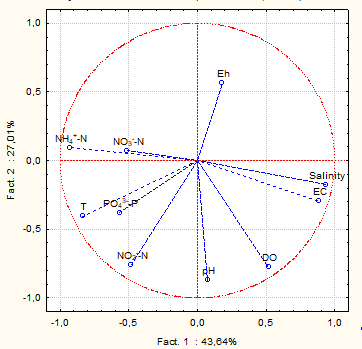 1,0
0,5
0,0
-0,5
-1,0
Fact. 2 : 27,01%
Eh
NH₄⁺-N
NO₃⁻-N
Salinity
EC
T
PO₄³⁻-P
NO₂⁻-N
pH
DO
-1,0 -0,5 0,0 0,5 1,0
Fact. 1 : 43,64%